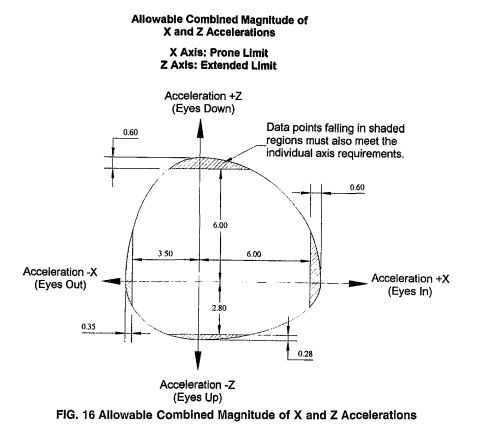 Allowable Combined Magnitude of
X and Z Accelerations
X Axis: Prone Limit
Z Axis: Extended Limit
Acceleration +Z
(Eyes Down)
0.60
Data points falling in shaded
regions must also meet the
individual axis requirements.
0.60
6.00
3.50
6.00
Acceleration -X
(Eyes Out)
Acceleration +X
(Eyes In)
2.80
0.35
0.28
Acceleration -Z
(Eyes Up)
FIG. 16 Allowable Combined Magnitude of X and Z Accelerations